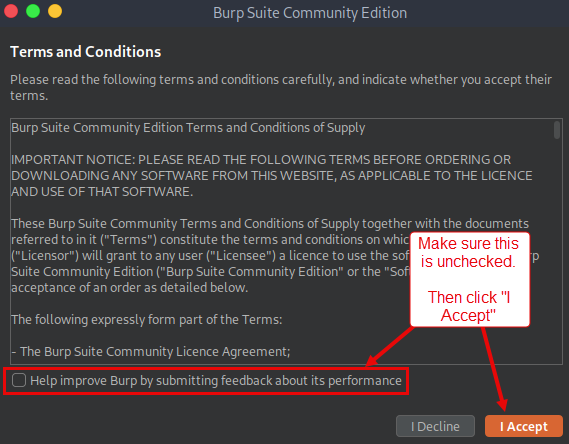 Burp Suite Community Edition
Terms and Conditions
Please read the following terms and conditions carefully, and indicate whether you accept their
terms.
Burp Suite Community Edition Terms and Conditions of Supply
IMPORTANT NOTICE: PLEASE READ THE FOLLOWING TERMS BEFORE ORDERING OR
DOWNLOADING ANY SOFTWARE FROM THIS WEBSITE, AS APPLICABLE TO THE LICENCE
AND USE OF THAT SOFTWARE.
These Burp Suite Community Terms and Conditions of Supply together with the documents
referred to in it ("Terms") constitute the terms and conditions on
("Licensor") will grant to any user ("Licensee") a licence to use the
Suite Community Edition ("Burp Suite Community Edition" or the
acceptance of an order as detailed below.
The following expressly form part of the Terms:
- The Burp Suite Community Licence Agreement;
Make sure this
is unchecked.
Then click "I
Accept"
Help improve Burp by submitting feedback about its performance
I Decline
I Accept